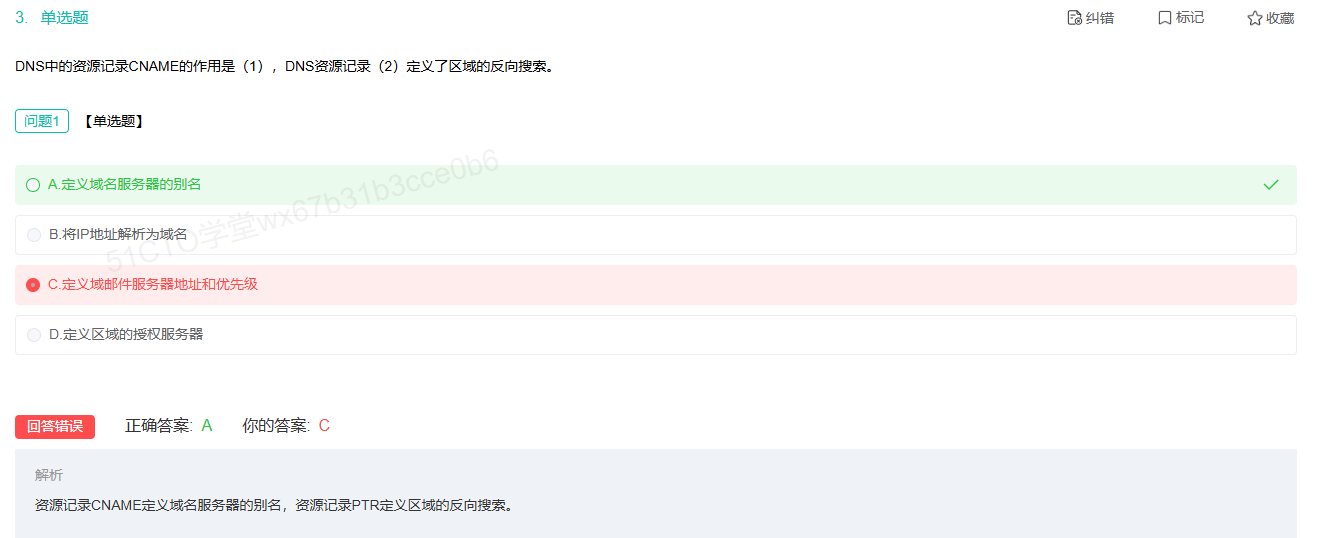 3. 单选题 纠错 标记 收藏
DNS中的资源记录CNAME的作用是（1），DNS资源记录（2）定义了区域的反向搜索。
问题1 【单选题】
A.定义域名服务器的别名
B.将IP地址解析为域名
C.定义域邮件服务器地址和优先级
D.定义区域的授权服务器
51CTO学堂wx67b31b3cce0b6
回答错误 正确答案: A 你的答案: C
解析
资源记录CNAME定义域名服务器的别名，资源记录PTR定义区域的反向搜索。